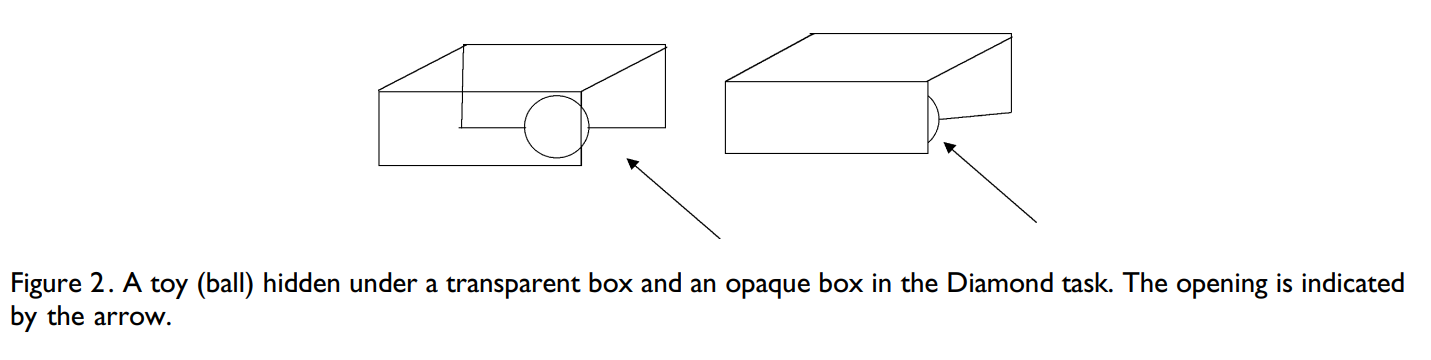 Figure 2. A toy (ball) hidden under a transparent box and an opaque box in the Diamond task. The opening is indicated
by the arrow.